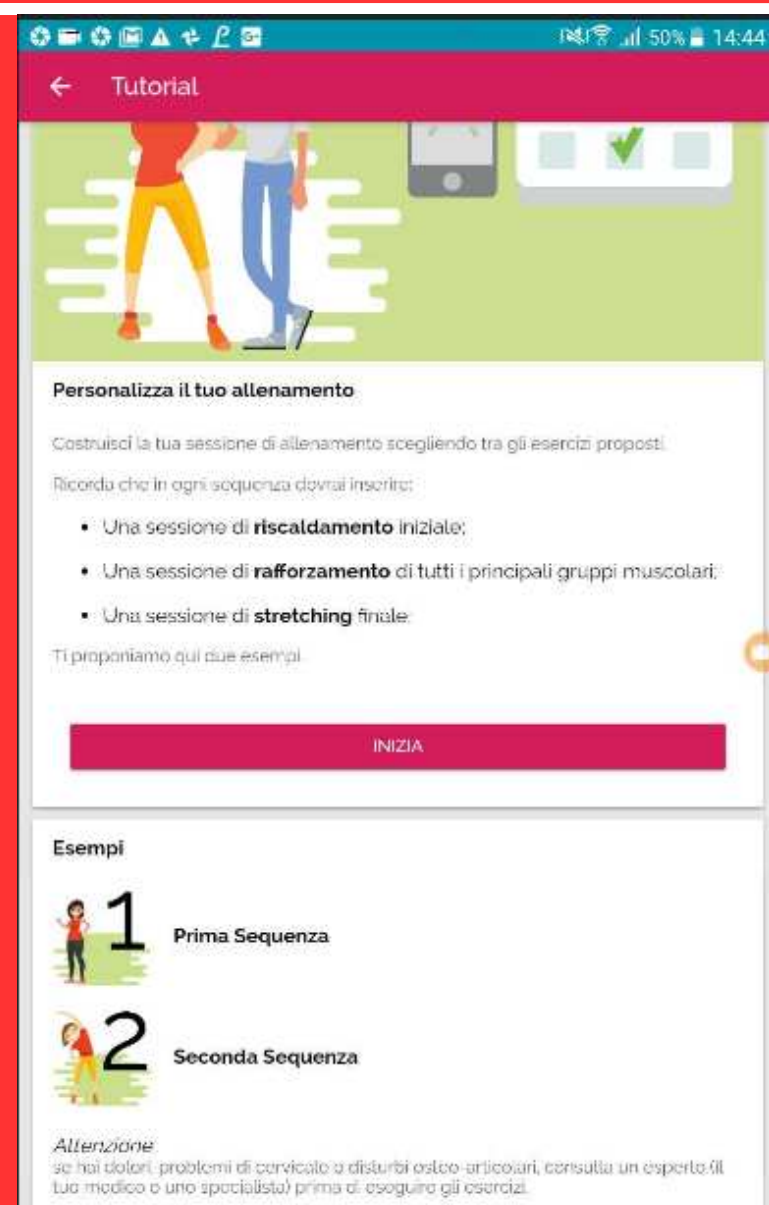 50% 14:44
Tutorial
Personalizza il tuo allenamento
Costruisci la tua sessione di allenamento scegliendo tra gli esercizi proposti.
Ricorda che in ogni sequenza dovrai inserire:
• Una sessione di riscaldamento iniziale;
• Una sessione di rafforzamento di tutti i principali gruppi muscolari;
• Una sessione di stretching finale.
Ti proponiamo qui due esempi.
INIZIA
Esempi
1 Prima Sequenza
2 Seconda Sequenza
Attenzione
se hai dolori, problemi di cervicale o disturbi osteo-articolari, consulta un esperto (il
tuo medico o uno specialista) prima di eseguire gli esercizi.